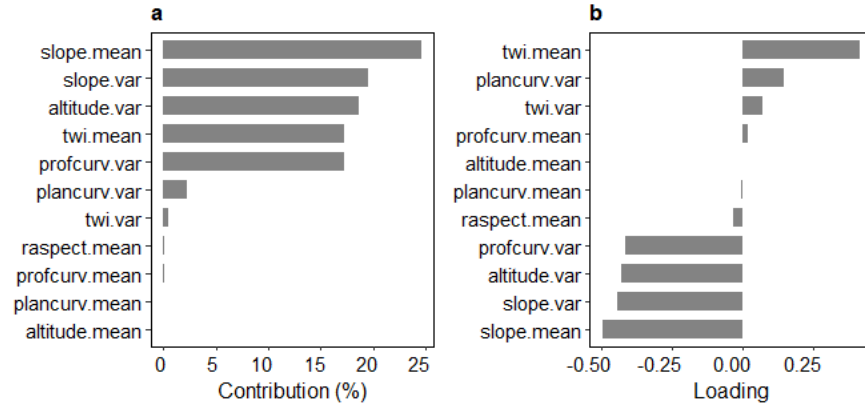 a
slope.mean
slope.var
altitude.var
twi.mean
profcurv.var
plancurv.var
twi.var
raspect.mean
profcurv.mean
plancurv.mean
altitude.mean
0 5 10 15 20 25
Contribution (%)
b
twi.mean
plancurv.var
twi.var
profcurv.mean
altitude.mean
plancurv.mean
raspect.mean
profcurv.var
altitude.var
slope.var
slope.mean
-0.50 -0.25 0.00 0.25
Loading